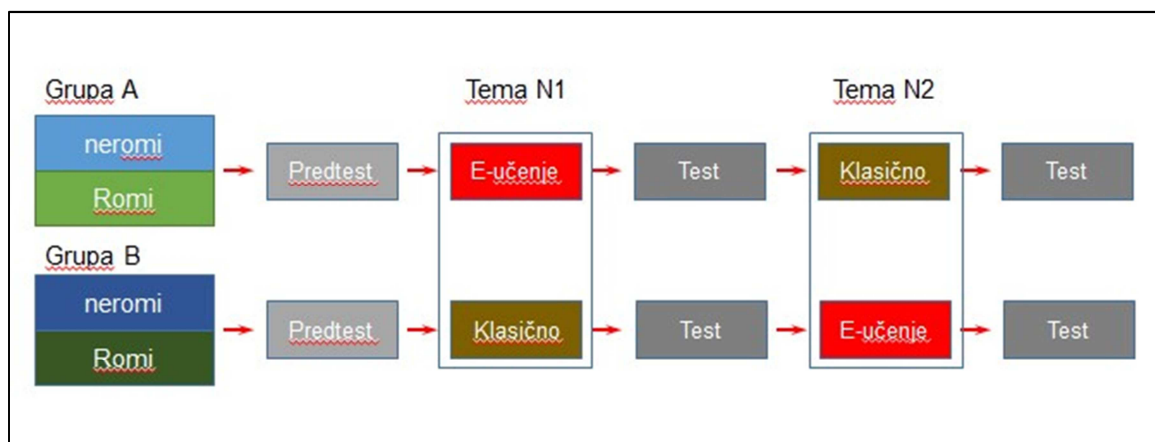 Grupa A
Tema N1
Tema N2
neromi
Romi
Predtest
E-učenje
Test
Klasično
Test
Grupa B
neromi
Romi
Predtest
Klasično
Test
E-učenje
Test